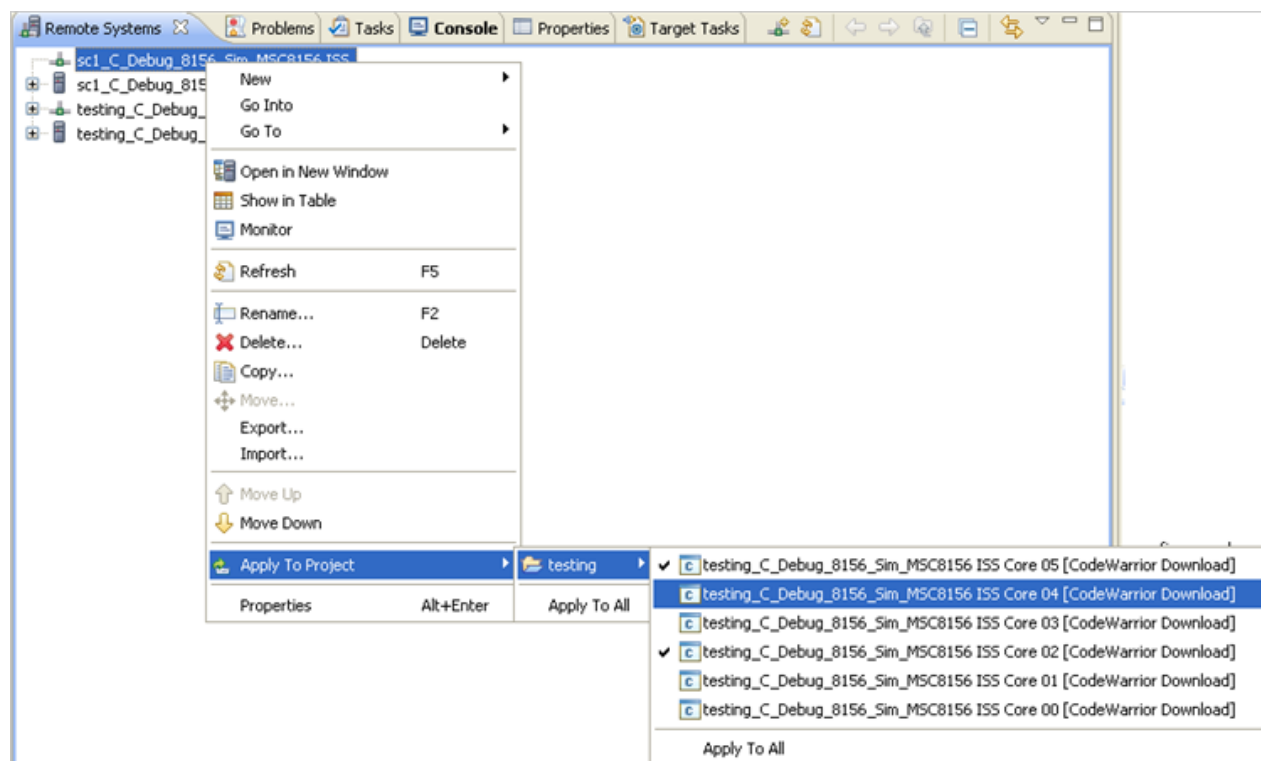 Remote Systems Problems Tasks Console Properties Target Tasks
sc1_C_Debug_8156_Sim_MSC8156 ISS
sc1_C_Debug_815
testing_C_Debug_
testing_C_Debug_
New
Go Into
Go To
Open in New Window
Show in Table
Monitor
Refresh F5
Rename... F2
Delete... Delete
Copy...
Move...
Export...
Import...
Move Up
Move Down
Apply To Project
Properties Alt+Enter
testing
Apply To All
testing_C_Debug_8156_Sim_MSC8156 ISS Core 05 [CodeWarrior Download]
testing_C_Debug_8156_Sim_MSC8156 ISS Core 04 [CodeWarrior Download]
testing_C_Debug_8156_Sim_MSC8156 ISS Core 03 [CodeWarrior Download]
testing_C_Debug_8156_Sim_MSC8156 ISS Core 02 [CodeWarrior Download]
testing_C_Debug_8156_Sim_MSC8156 ISS Core 01 [CodeWarrior Download]
testing_C_Debug_8156_Sim_MSC8156 ISS Core 00 [CodeWarrior Download]
Apply To All